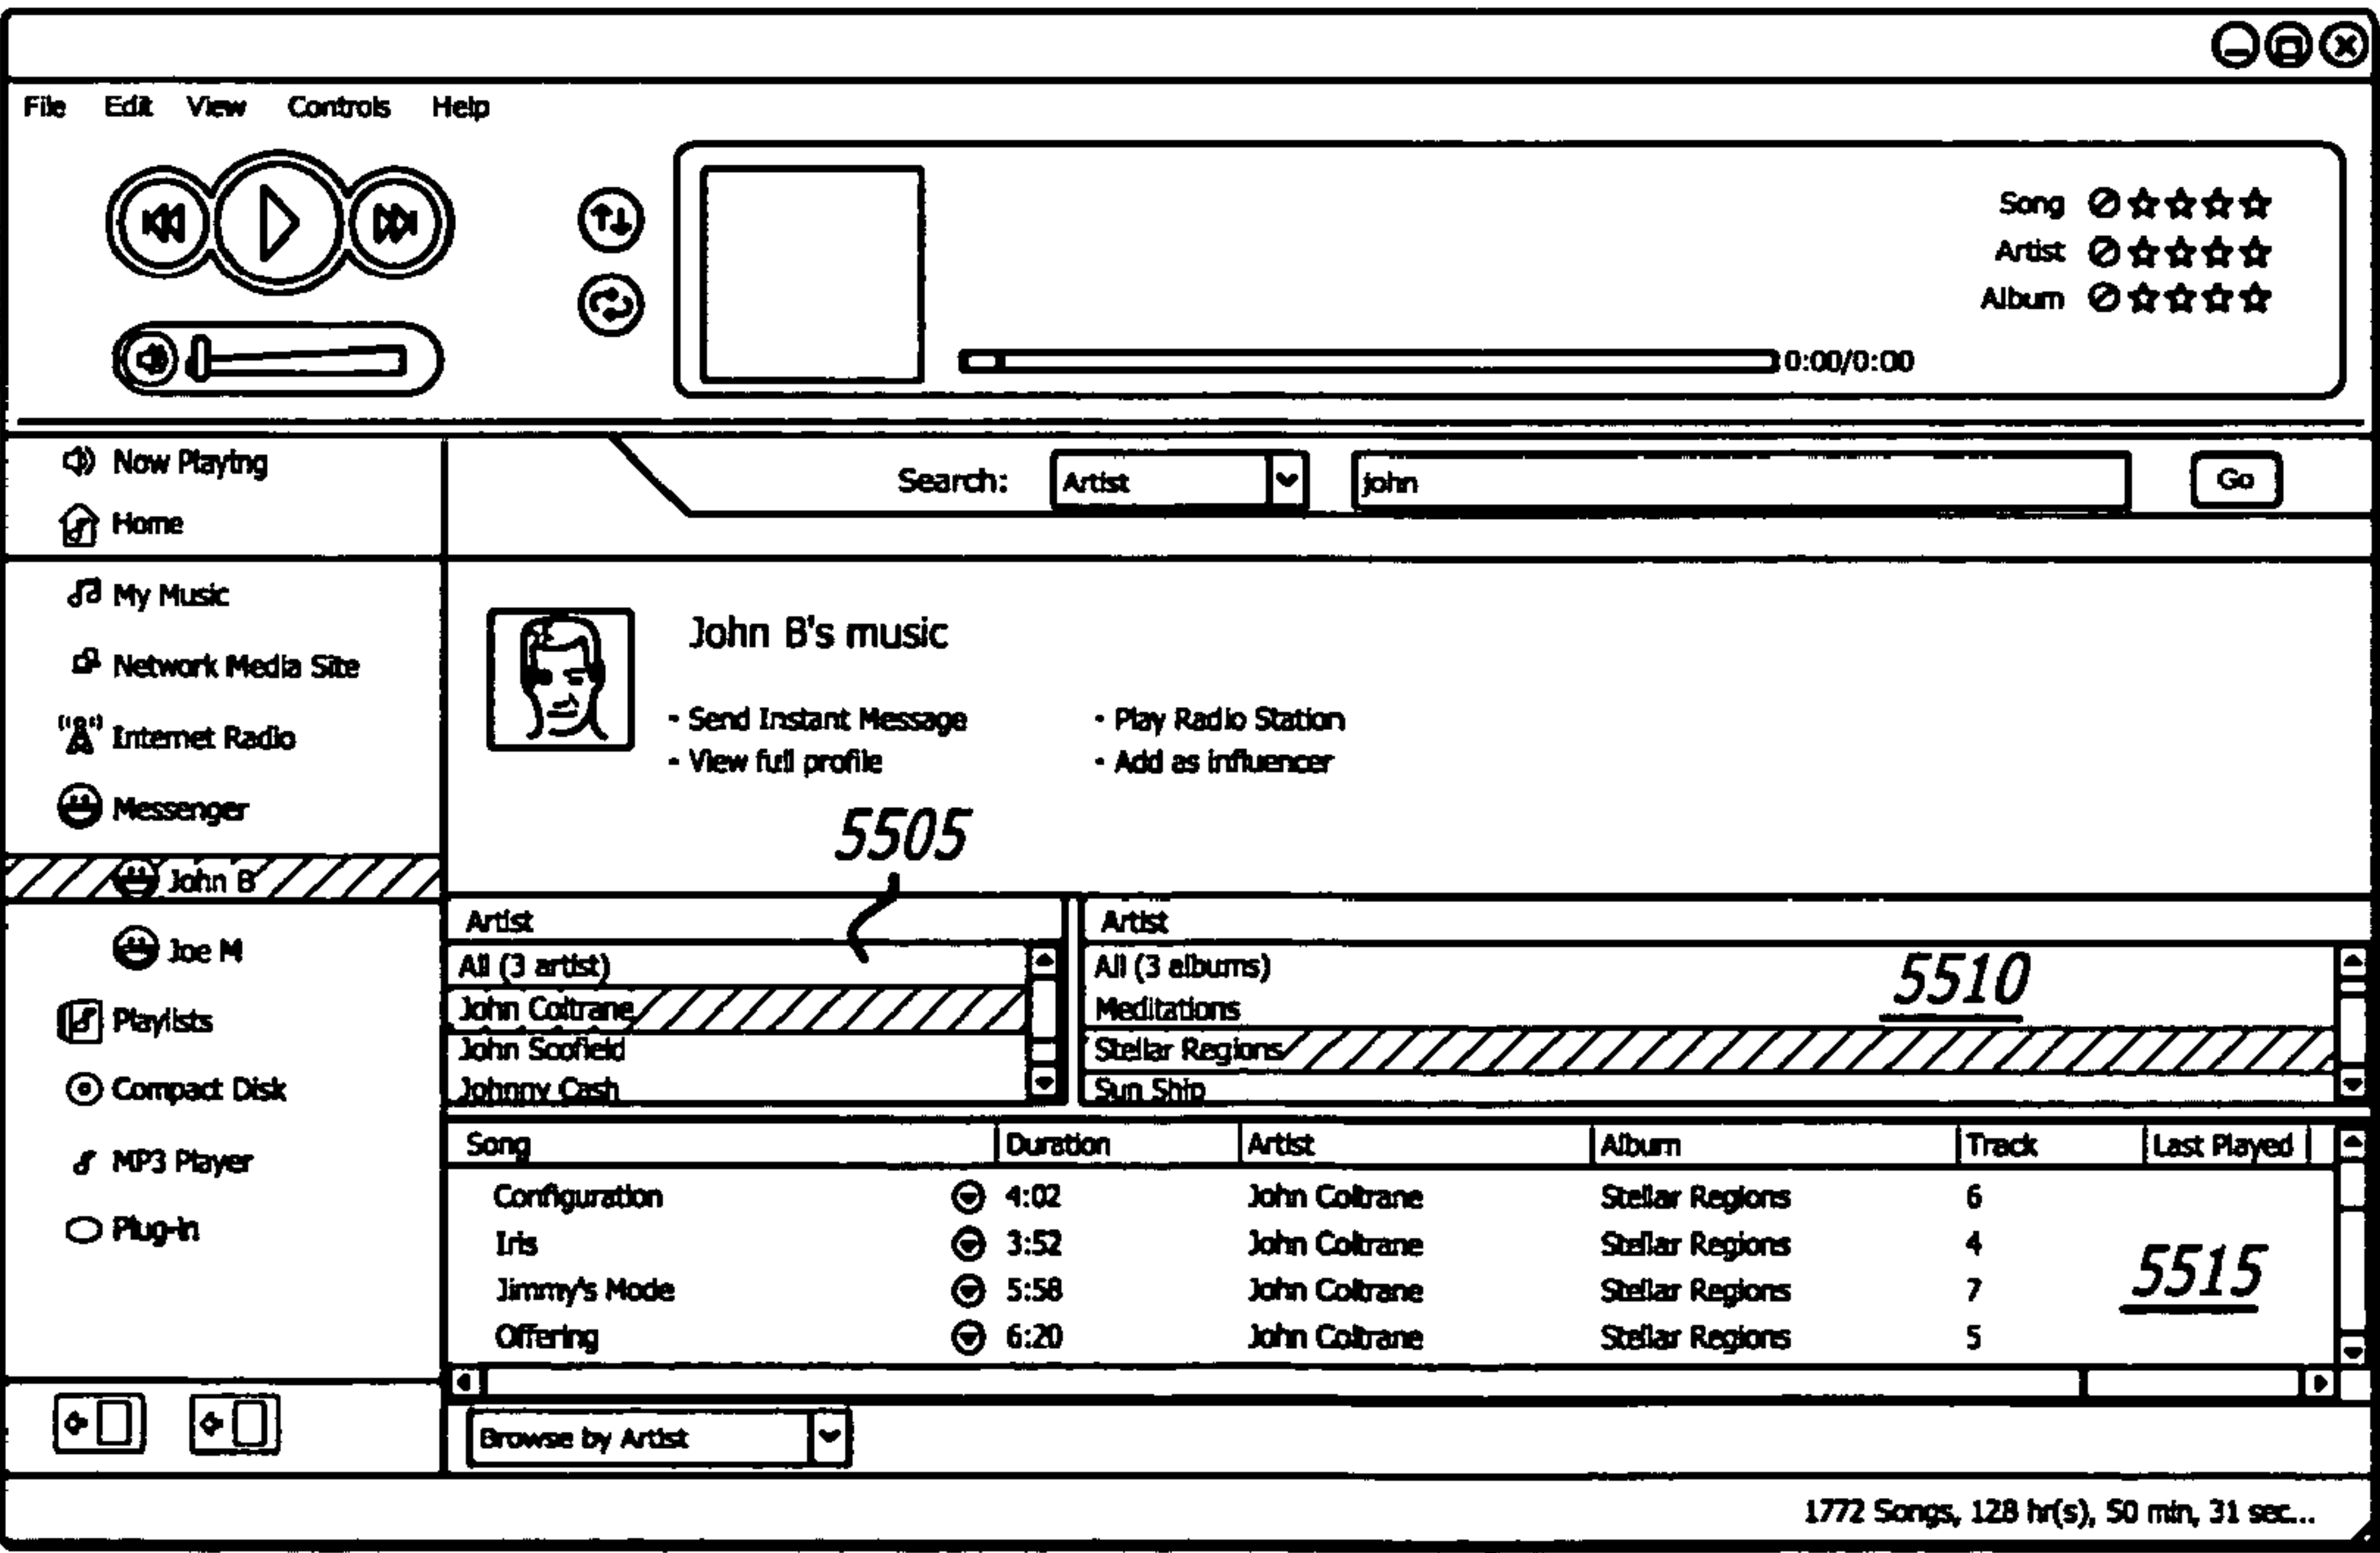 File Edit View Controls Help
Song
Artist
Album
0:00/0:00
Now Playing
Home
Search: Artist john Go
My Music
Network Media Site
Internet Radio
Messenger
John B
Joe M
Playlists
Compact Disk
MP3 Player
Plug-in
John B's music
- Send Instant Message - Play Radio Station
- View full profile - Add as influencer
5505
Artist
All (3 artist)
John Coltrane
John Scofield
Johnny Cash
Artist
All (3 albums)
Meditations
Stellar Regions
Sun Ship
5510
Song Duration Artist Album Track Last Played
Configuration 4:02 John Coltrane Stellar Regions 6
Iris 3:52 John Coltrane Stellar Regions 4
Jimmy's Mode 5:58 John Coltrane Stellar Regions 7
Offering 6:20 John Coltrane Stellar Regions 5
5515
Browse by Artist
1772 Songs, 128 hr(s), 50 min, 31 sec...